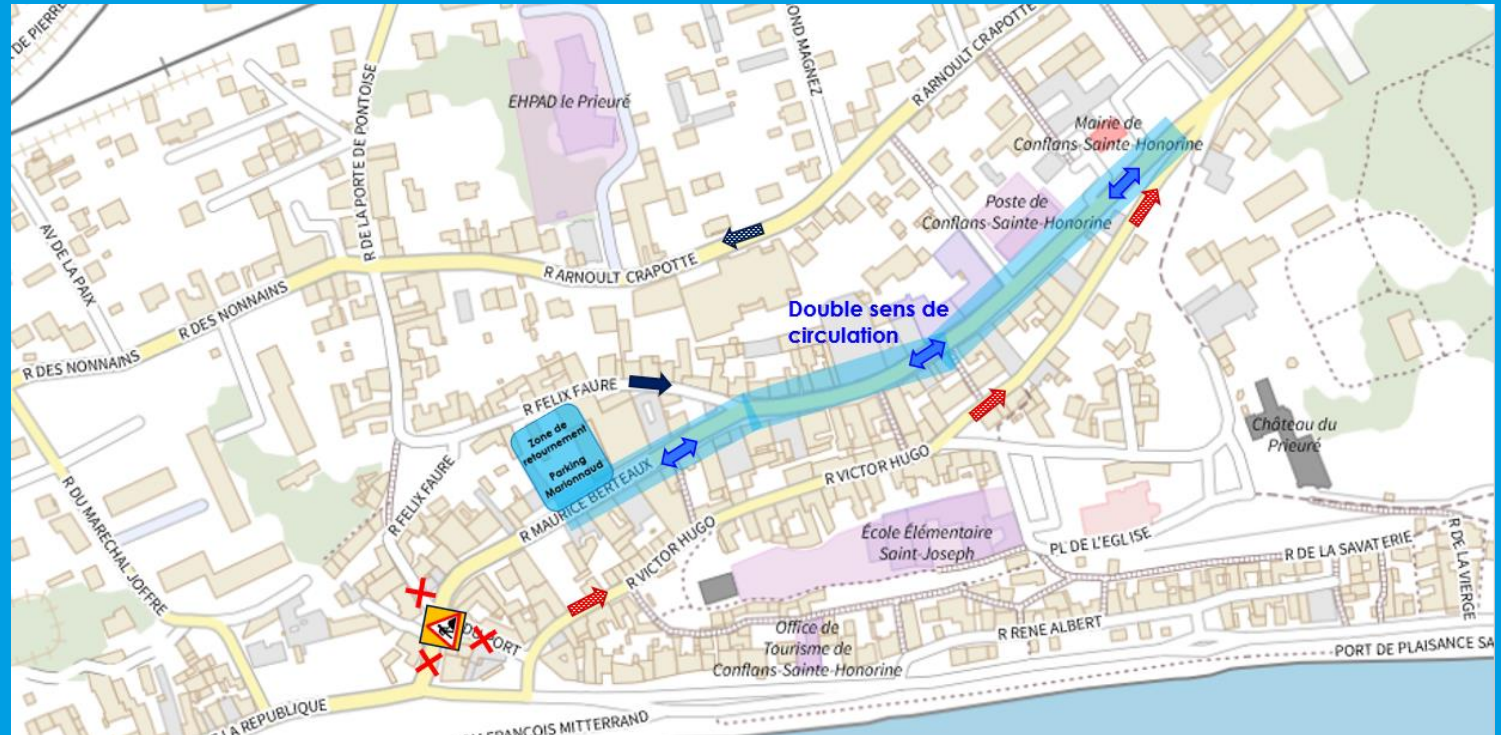 DE PIERRE
R DE LA PORTE DE PONTOISE
EHPAD le Prieuré
OND MAGNEZ
R ARNOULT CRAPOTTE
Mairie de
Conflans-Sainte-Honorine
Poste de
Conflans-Sainte-Honorine
AV DE LA PAIX
R ARNOULT CRAPOTTE
R DES NONNAINS
R DES NONNAINS
Double sens de
circulation
R FELIX FAURE
Zone de
retournement
Parking
Marionnaud
Château du
Prieuré
R FELIX FAURE
R MAURICE BERTEAUX
R VICTOR HUGO
R DU MARECHAL JOFFRE
R VICTOR HUGO
École Élémentaire
Saint-Joseph
PL DE L'EGLISE
R DE LA SAVATERIE
R DE LA VIERGE
DU PORT
Office de
Tourisme de
Conflans-Sainte-Honorine
R RENE ALBERT
PORT DE PLAISANCE SA
LA REPUBLIQUE
FRANÇOIS MITTERRAND